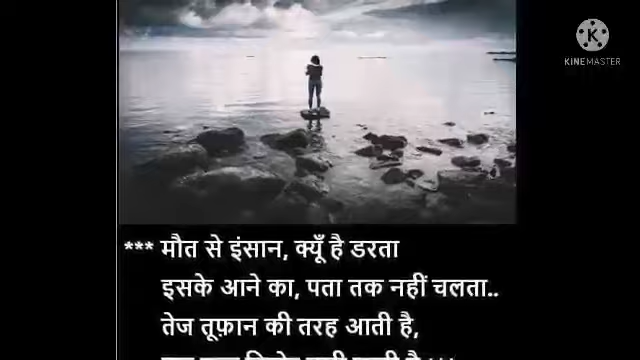 KINEMASTER
*** मौत से इंसान, क्यूँ है डरता
इसके आने का, पता तक नहीं चलता..
तेज तूफ़ान की तरह आती है,